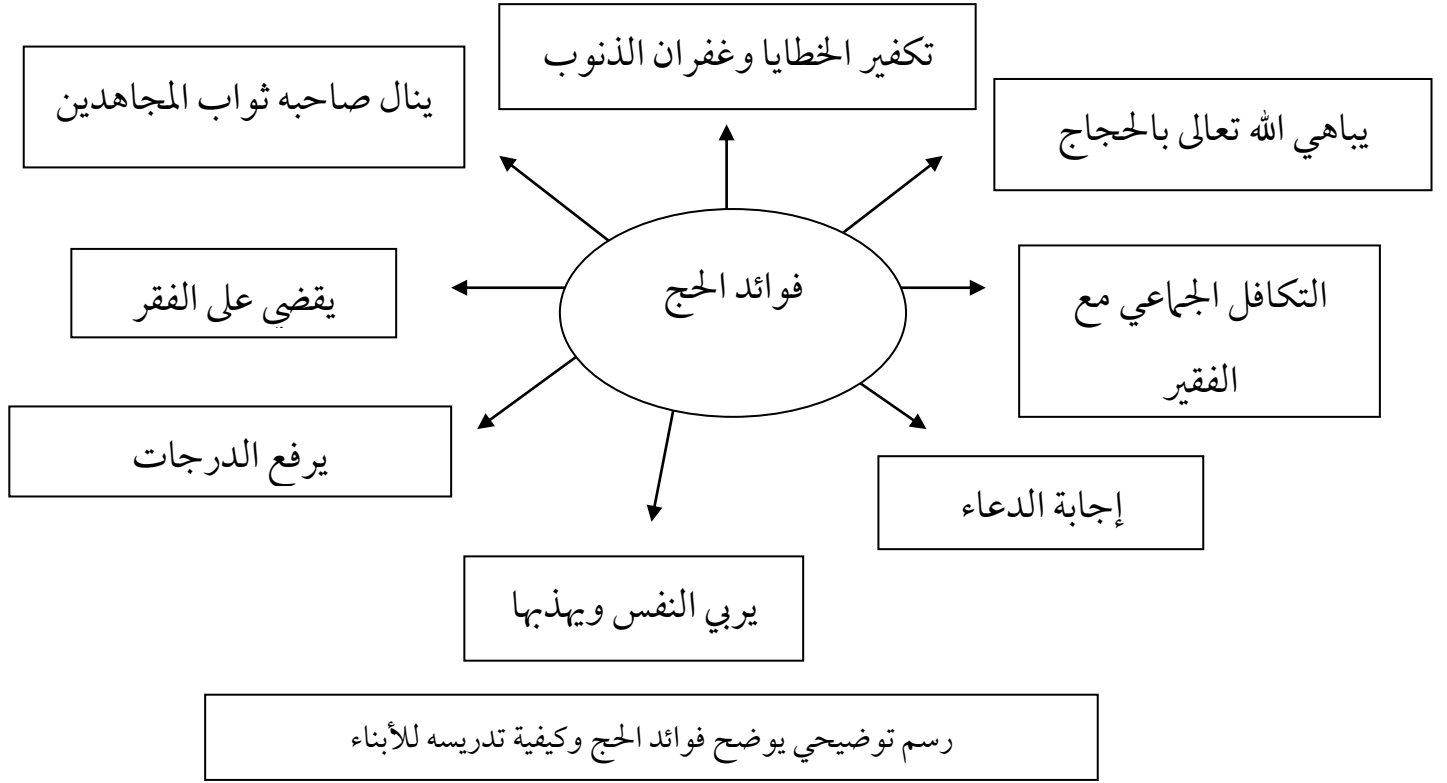 تكفير الخطايا وغفران الذنوب
يباهي الله تعالى بالحجاج
ينال صاحبه ثواب المجاهدين
فوائد الحج
التكافل الجماعي مع
الفقير
يقضي على الفقر
يرفع الدرجات
إجابة الدعاء
يربي النفس ويهذبها
رسم توضيحي يوضح فوائد الحج وكيفية تدريسه للأبناء